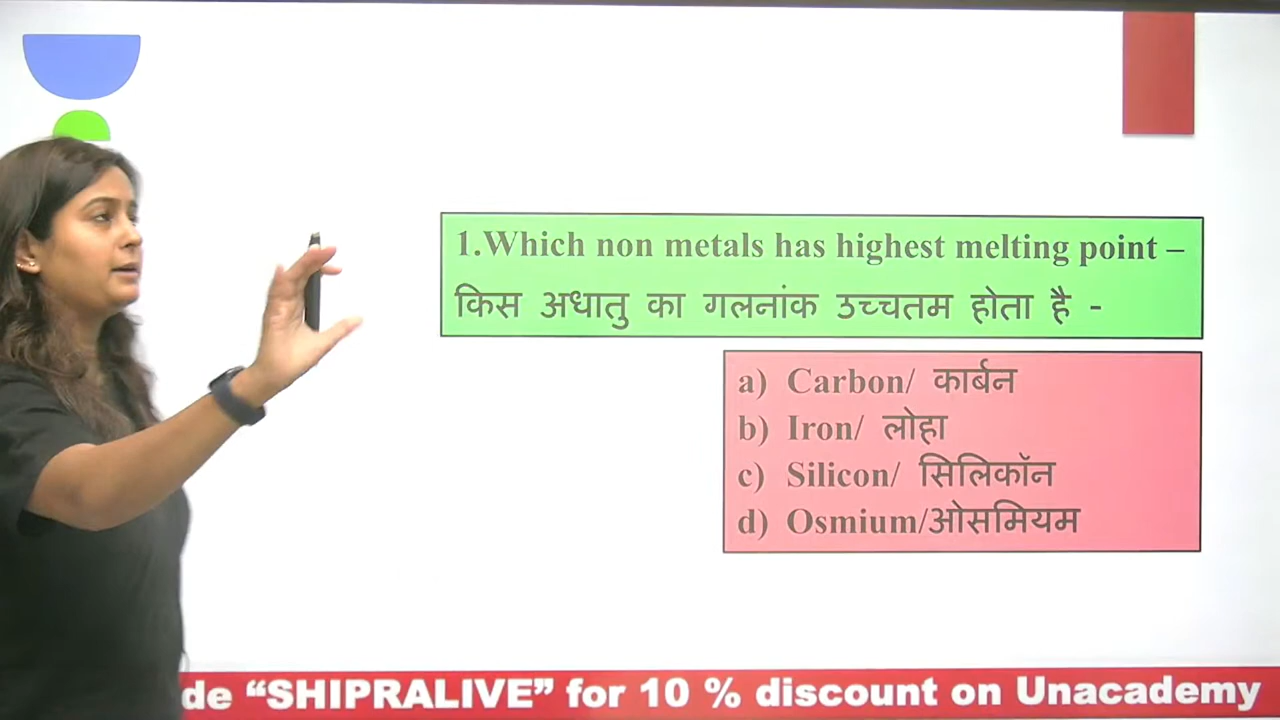 1.Which non metals has highest melting point –
किस अधातु का गलनांक उच्चतम होता है -
a) Carbon/ कार्बन
b) Iron/ लोहा
c) Silicon/ सिलिकॉन
d) Osmium/ओसमियम
de “SHIPRALIVE” for 10 % discount on Unacademy